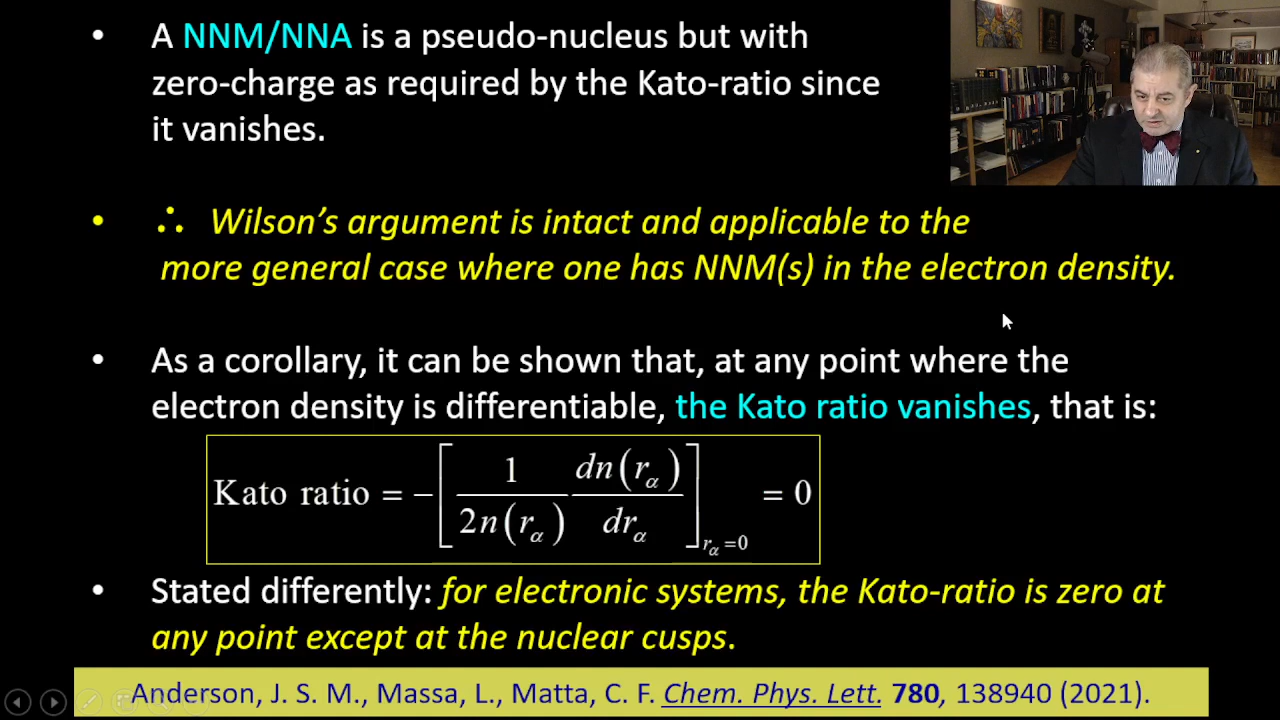 • A NNM/NNA is a pseudo-nucleus but with
zero-charge as required by the Kato-ratio since
it vanishes.
• ∴ Wilson's argument is intact and applicable to the
more general case where one has NNM(s) in the electron density.
• As a corollary, it can be shown that, at any point where the
electron density is differentiable, the Kato ratio vanishes, that is:
Kato ratio = −[ 1/(2n(rα)) dn(rα)/drα ]rα=0 = 0
• Stated differently: for electronic systems, the Kato-ratio is zero at
any point except at the nuclear cusps.
Anderson, J. S. M., Massa, L., Matta, C. F. Chem. Phys. Lett. 780, 138940 (2021).